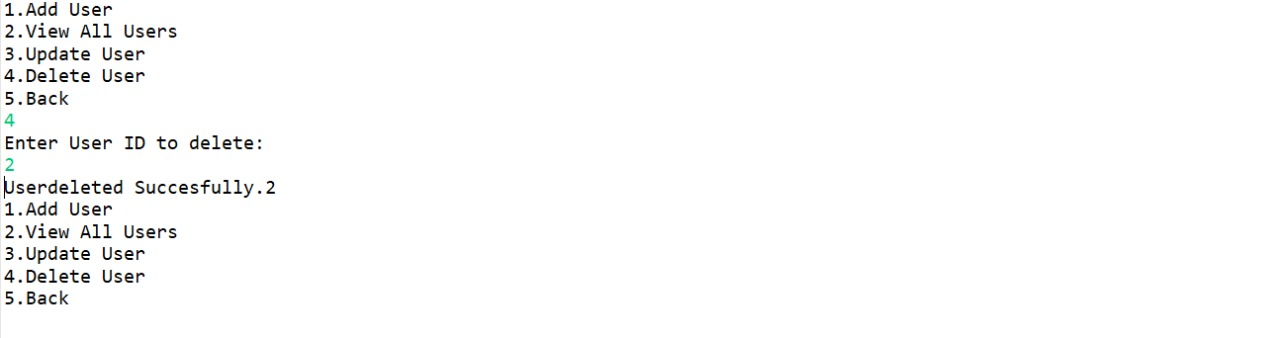 1.Add User
2.View All Users
3.Update User
4.Delete User
5.Back
4
Enter User ID to delete:
2
Userdeleted Succesfully.2
1.Add User
2.View All Users
3.Update User
4.Delete User
5.Back